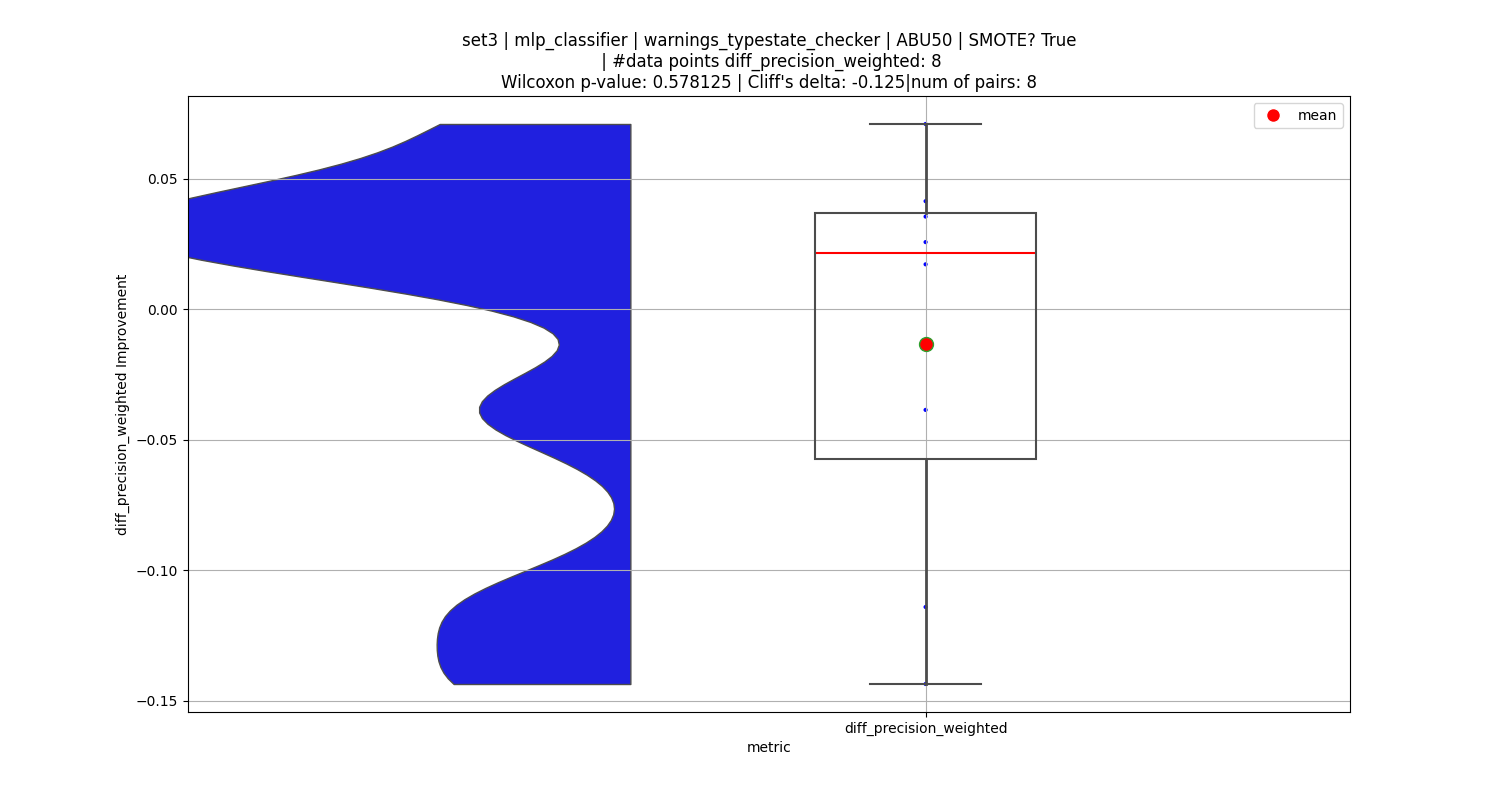 set3 | mlp_classifier | warnings_typestate_checker | ABU50 | SMOTE? True
| #data points diff_precision_weighted: 8
Wilcoxon p-value: 0.578125 | Cliff's delta: -0.125|num of pairs: 8
mean
0.05
0.00
−0.05
−0.10
−0.15
diff_precision_weighted Improvement
diff_precision_weighted
metric